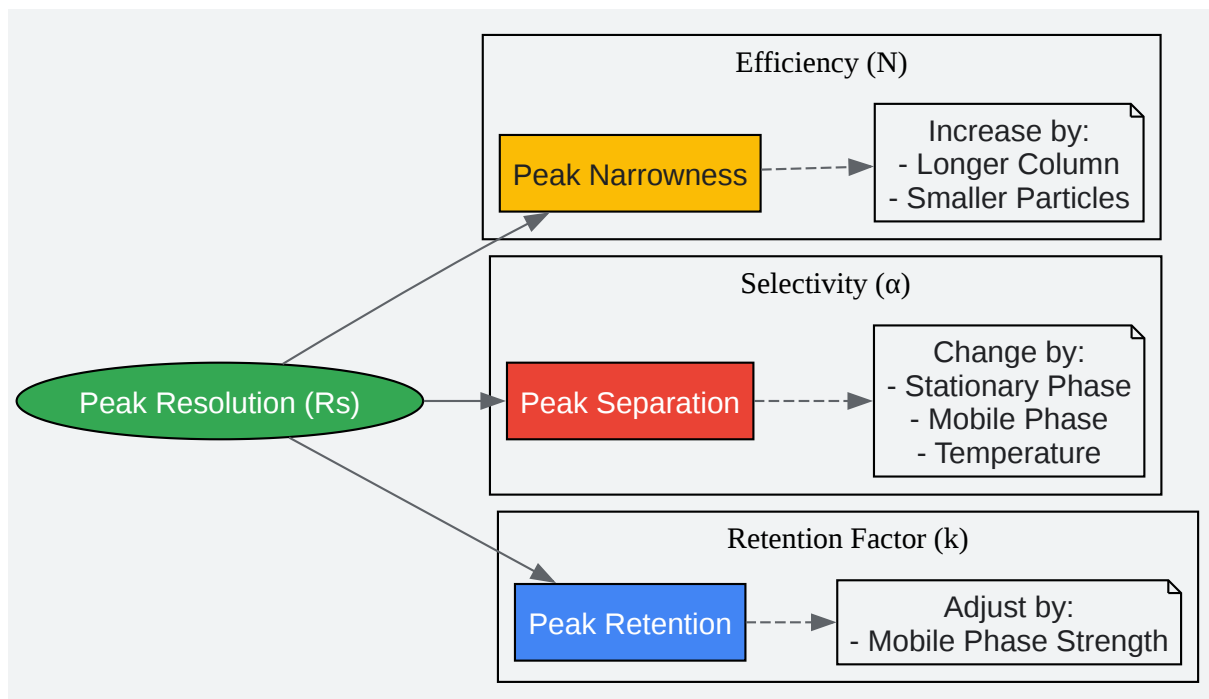 Efficiency (N)
Peak Narrowness
Increase by:
- Longer Column
- Smaller Particles
Selectivity (α)
Peak Resolution (Rs)
Peak Separation
Change by:
- Stationary Phase
- Mobile Phase
- Temperature
Retention Factor (k)
Peak Retention
Adjust by:
- Mobile Phase Strength